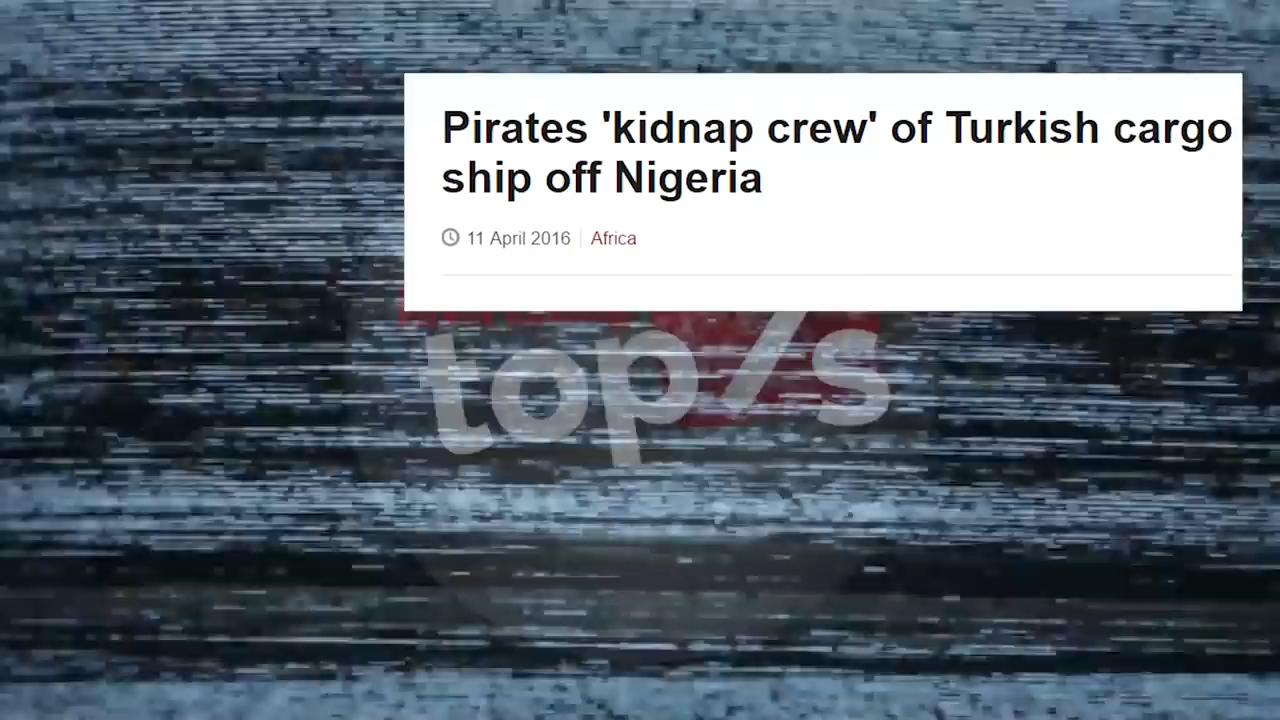 Pirates 'kidnap crew' of Turkish cargo
ship off Nigeria
11 April 2016
Africa
top/s